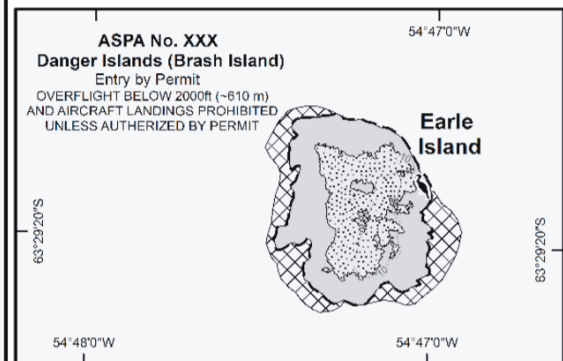 54°47'0"W
ASPA No. XXX
Danger Islands (Brash Island)
Entry by Permit
OVERFLIGHT BELOW 2000ft (~610 m)
AND AIRCRAFT LANDINGS PROHIBITED
UNLESS AUTHERIZED BY PERMIT
Earle
Island
63°29'20"S
63°29'20"S
54°48'0"W
54°47'0"W